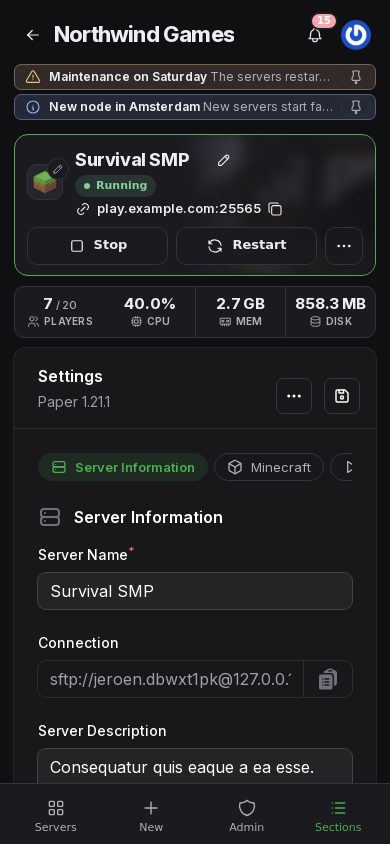 Northwind Games
15
Maintenance on Saturday The servers restar...
New node in Amsterdam New servers start fa...
Survival SMP
Running
play.example.com:25565
Stop
Restart
7 / 20
PLAYERS
40.0%
CPU
2.7 GB
MEM
858.3 MB
DISK
Settings
Paper 1.21.1
Server Information
Minecraft
Server Information
Server Name*
Survival SMP
Connection
sftp://jeroen.dbwxt1pk@127.0.0.
Server Description
Consequatur quis eaque a ea esse.
Servers
New
Admin
Sections